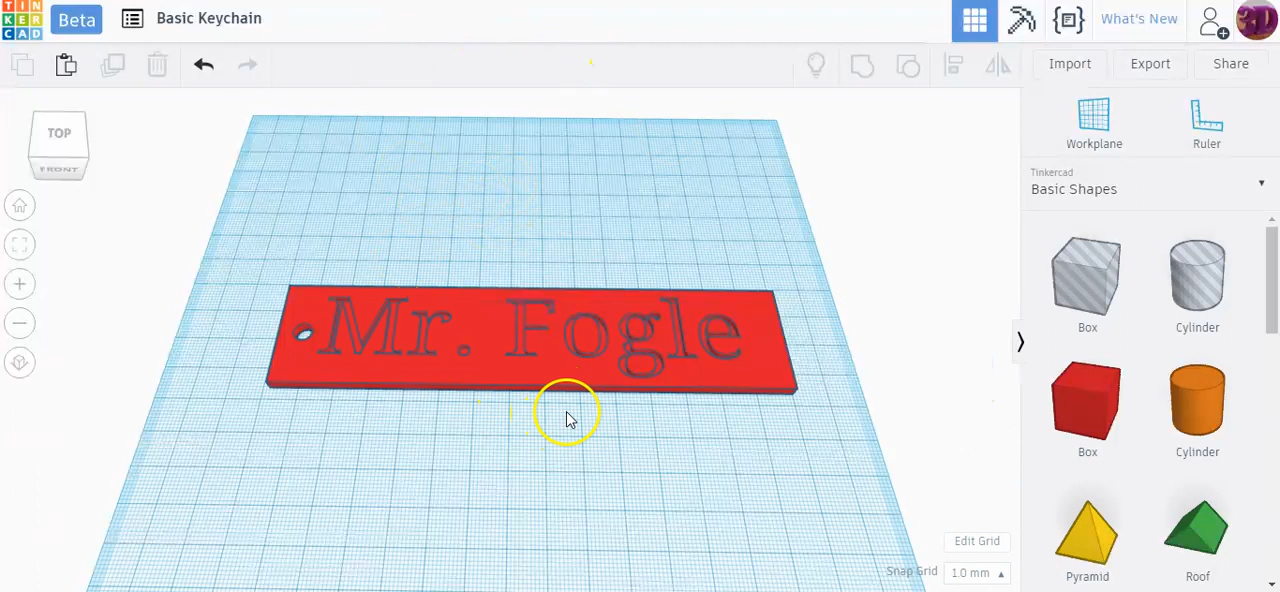 TIN
KER
CAD
Beta
Basic Keychain
What's New
3D
Import
Export
Share
TOP
FRONT
Workplane
Ruler
Tinkercad
Basic Shapes
Mr. Fogle
Box
Cylinder
Box
Cylinder
Pyramid
Roof
Edit Grid
Snap Grid
1.0 mm